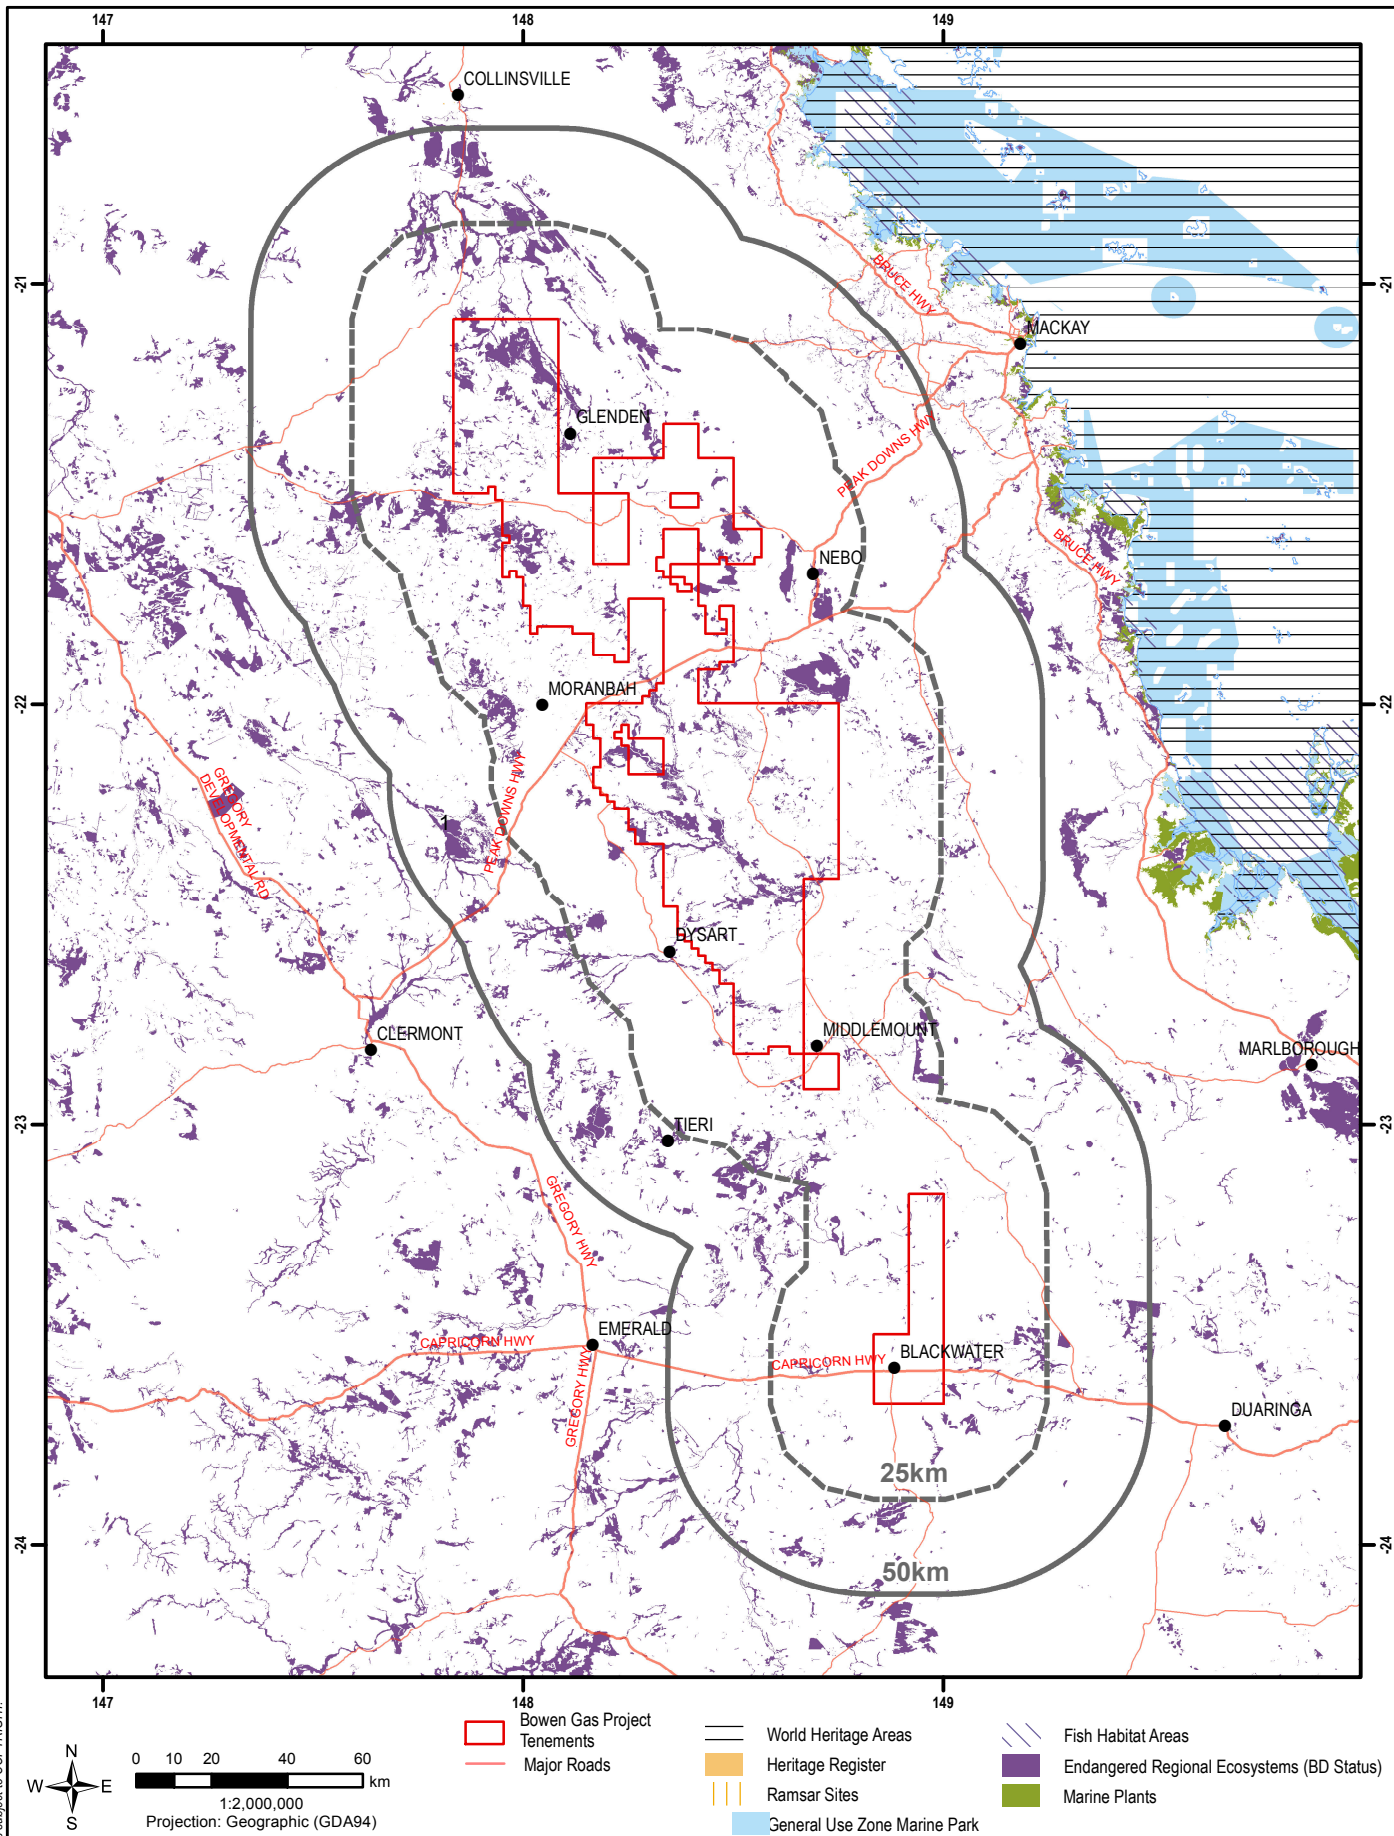 147
148
149
COLLINSVILLE
-21
-21
BRUCE HWY
MACKAY
GLENDEN
PEAK DOWNS HWY
NEBO
BRUCE HWY
-22
-22
MORANBAH
GREGORY
DEVELOPMENTAL RD
1
PEAK DOWNS HWY
DYSART
CLERMONT
MIDDLEMOUNT
MARLBOROUGH
-23
-23
TIERI
GREGORY HWY
CAPRICORN HWY
EMERALD
CAPRICORN HWY
BLACKWATER
GREGORY HWY
DUARINGA
25km
-24
-24
50km
147
148
149
N
W E
S
0 10 20 40 60
km
1:2,000,000
Projection: Geographic (GDA94)
Bowen Gas Project
Tenements
Major Roads
World Heritage Areas
Heritage Register
Ramsar Sites
General Use Zone Marine Park
Fish Habitat Areas
Endangered Regional Ecosystems (BD Status)
Marine Plants